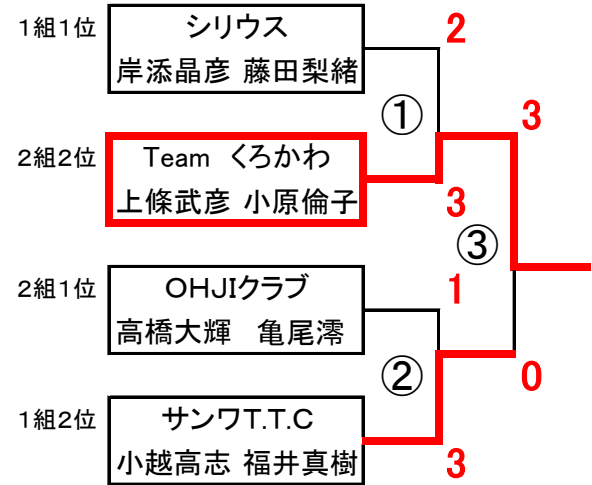 1組1位
シリウス
岸添晶彦 藤田梨緒
2
①
3
2組2位
Team くろかわ
上條武彦 小原倫子
3
③
2組1位
OHJIクラブ
高橋大輝 亀尾澪
1
②
0
1組2位
サンワT.T.C
小越高志 福井真樹
3